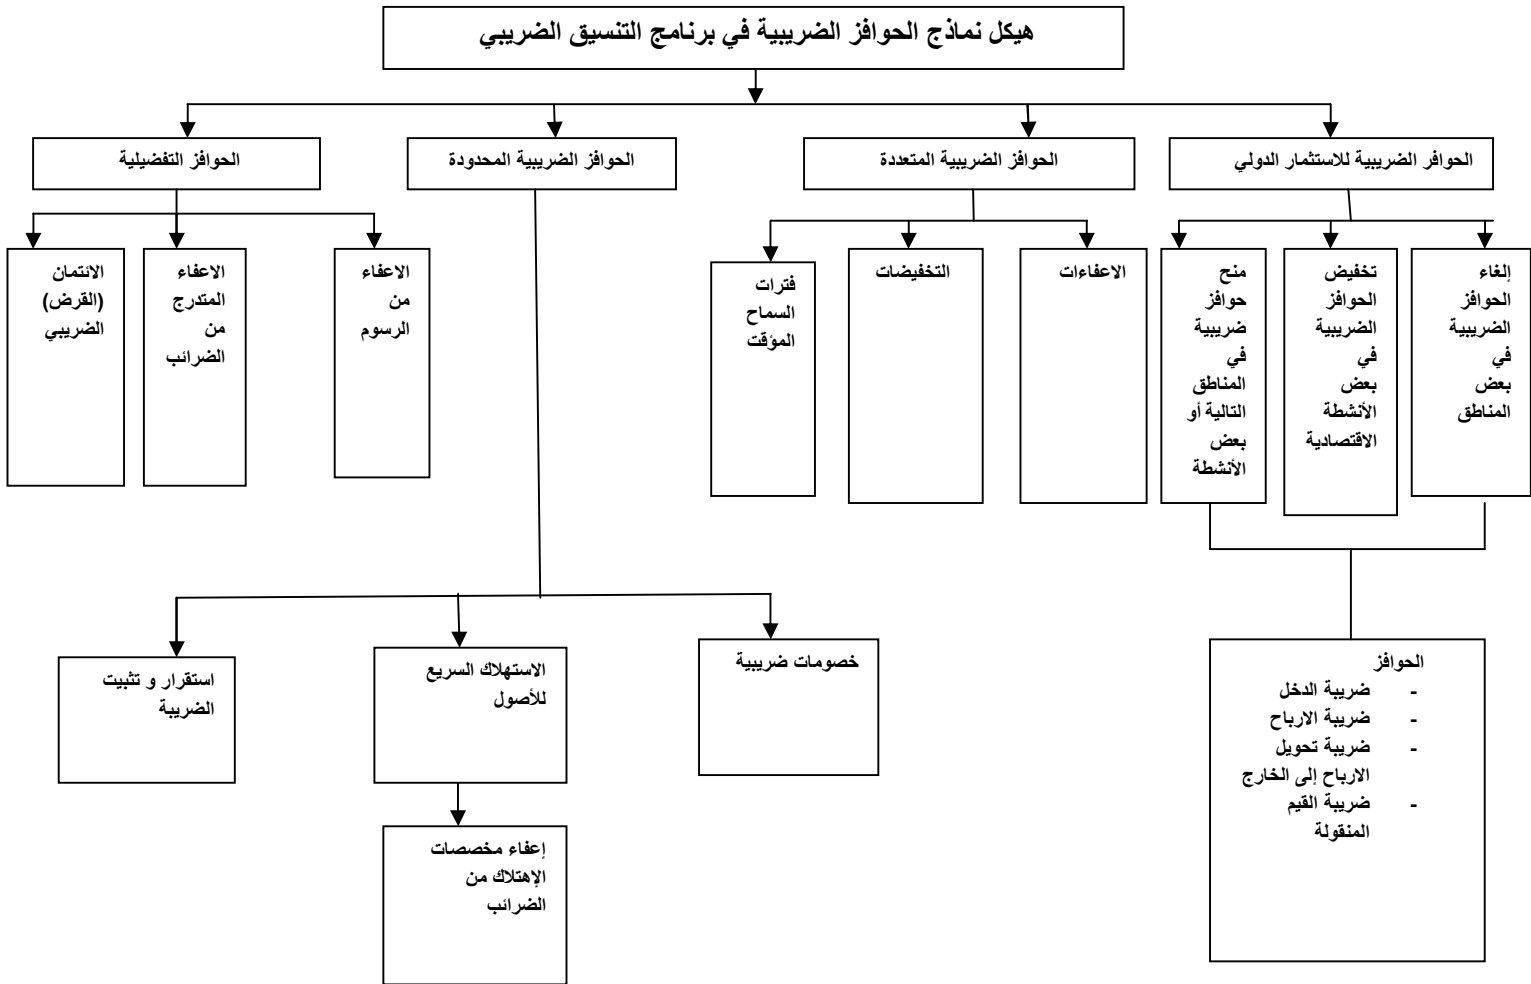 هيكل نماذج الحوافز الضريبية في برنامج التنسيق الضريبي
الحوافر الضريبية للاستثمار الدولي
الحوافز الضريبية المتعددة
الحوافز الضريبية المحدودة
الحوافز التفضيلية
إلغاء
الحوافز
الضريبية
في
بعض
المناطق
تخفيض
الحوافز
الضريبية
في
بعض
الأنشطة
الاقتصادية
منح
حوافز
ضريبية
في
المناطق
التالية أو
بعض
الأنشطة
الاعفاءات
التخفيضات
فترات
السماح
المؤقت
الاعفاء
من
الرسوم
الاعفاء
المتدرج
من
الضرائب
الائتمان
(القرض)
الضريبي
خصومات ضريبية
الاستهلاك السريع
للأصول
استقرار و تثبيت
الضريبة
إعفاء مخصصات
الإهتلاك من
الضرائب
الحوافز
- ضريبة الدخل
- ضريبة الارباح
- ضريبة تحويل
الارباح إلى الخارج
- ضريبة القيم
المنقولة